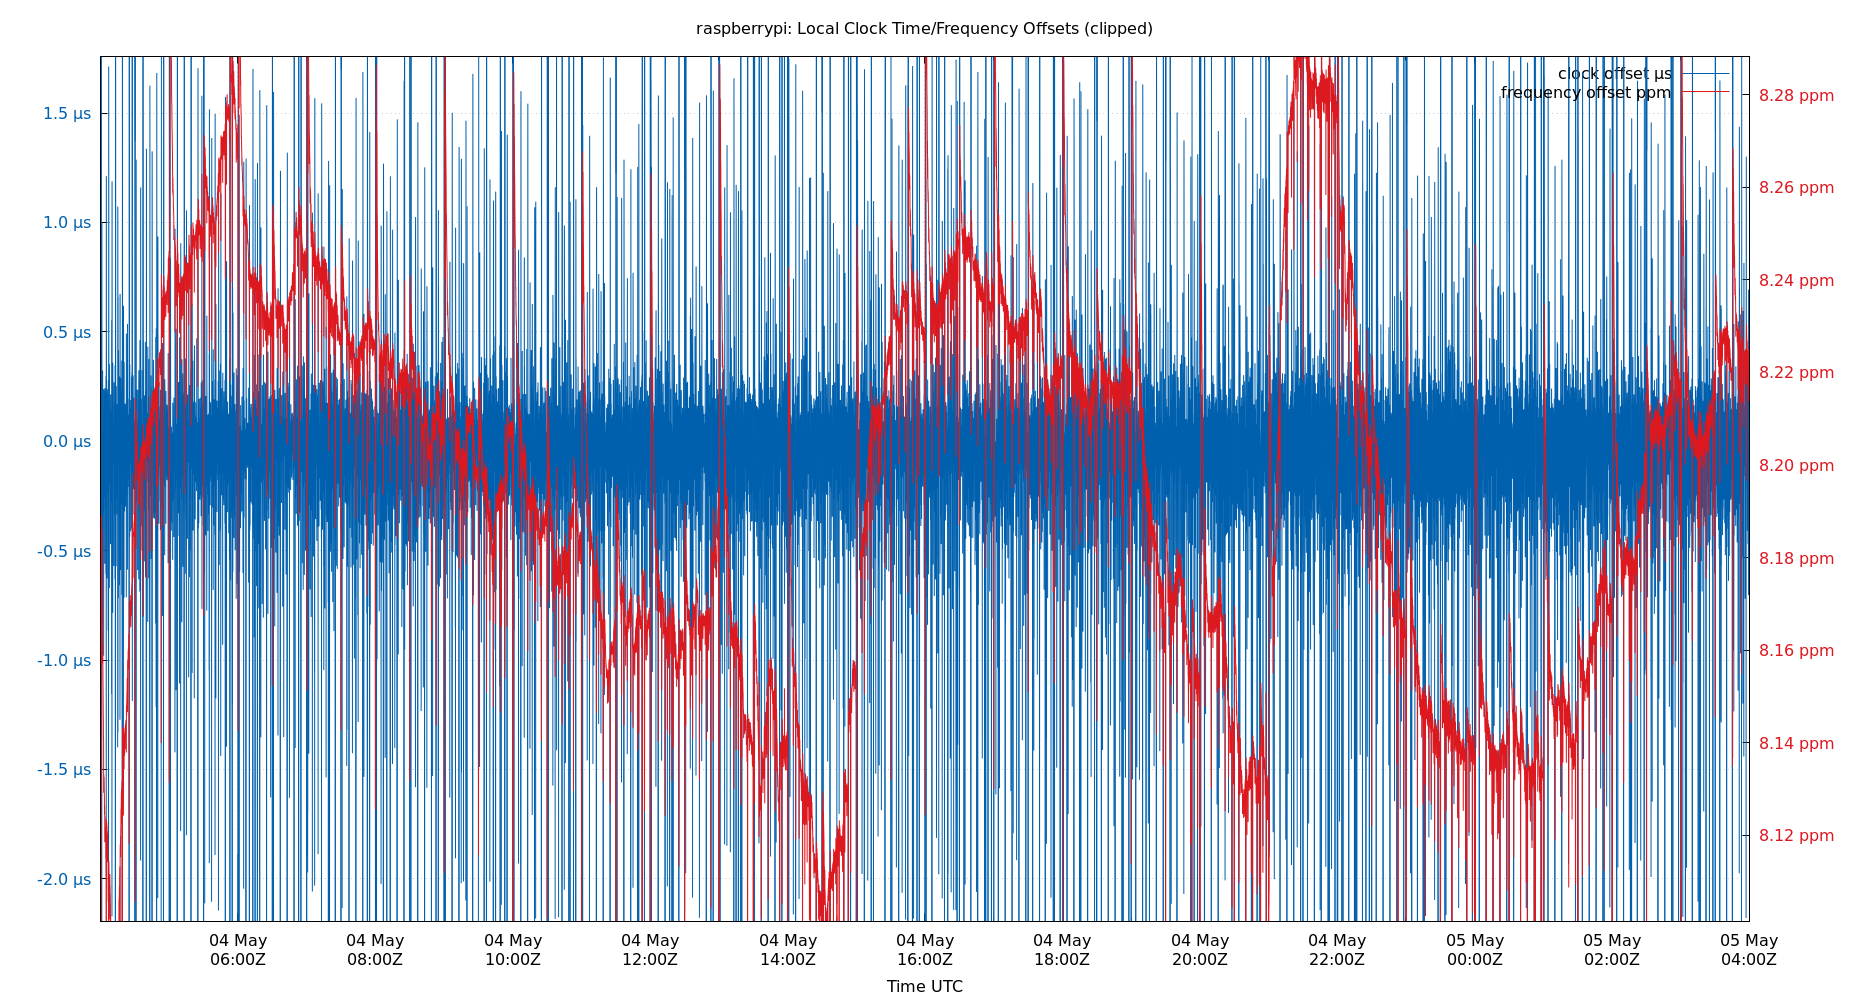 raspberrypi: Local Clock Time/Frequency Offsets (clipped)
clock offset µs
frequency offset ppm
1.5 µs
1.0 µs
0.5 µs
0.0 µs
-0.5 µs
-1.0 µs
-1.5 µs
-2.0 µs
8.28 ppm
8.26 ppm
8.24 ppm
8.22 ppm
8.20 ppm
8.18 ppm
8.16 ppm
8.14 ppm
8.12 ppm
04 May 04 May 04 May 04 May 04 May 04 May 04 May 04 May 04 May 05 May 05 May 05 May
06:00Z 08:00Z 10:00Z 12:00Z 14:00Z 16:00Z 18:00Z 20:00Z 22:00Z 00:00Z 02:00Z 04:00Z
Time UTC